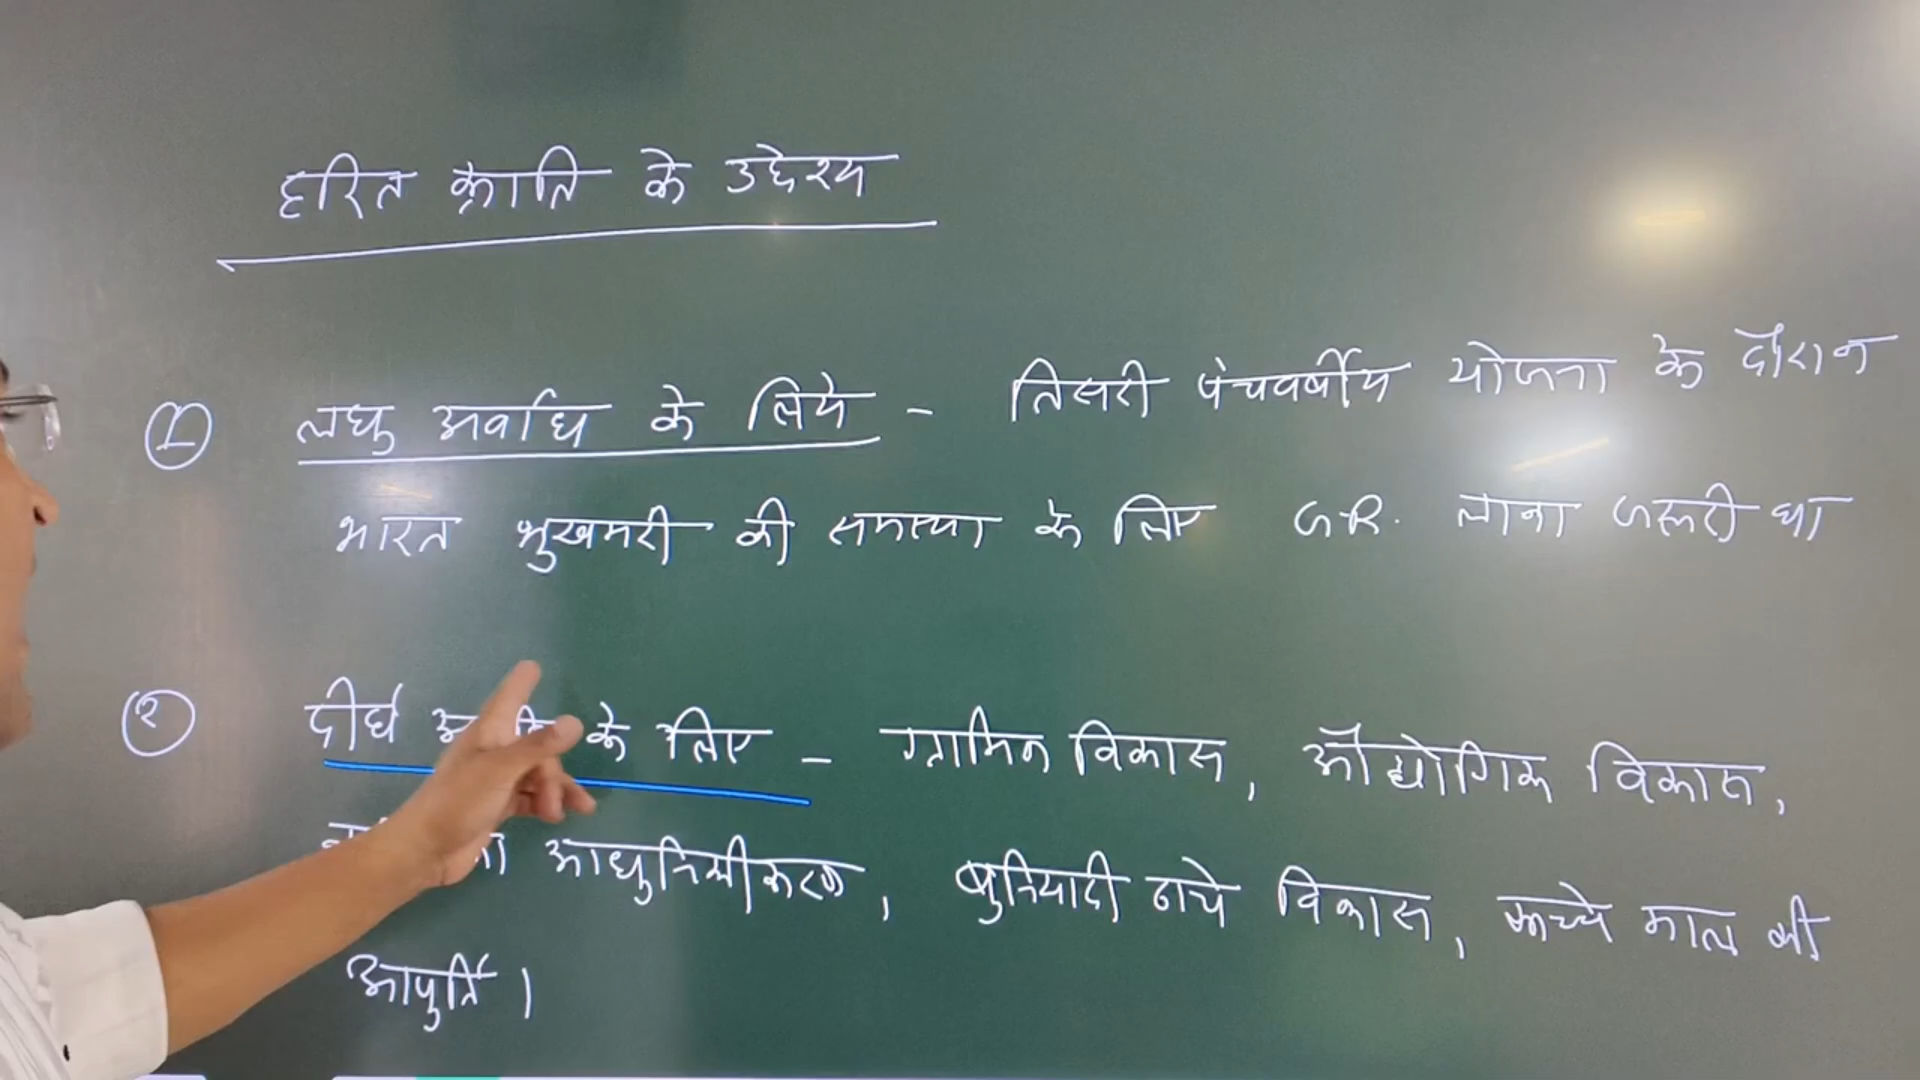 हरित क्रांति के उद्देश्य
① लघु अवधि के लिये - तिसरी पंचवर्षीय योजना के दौरान
भारत भुखमरी की समस्या के लिए G.R. लाना जरूरी था
② दीर्घ के लिए - ग्रामिन विकास, औद्योगिक विकास,
आधुनिकीकरण, बुनियादी ढाचे विकास, कच्चे माल की
आपुर्ति।